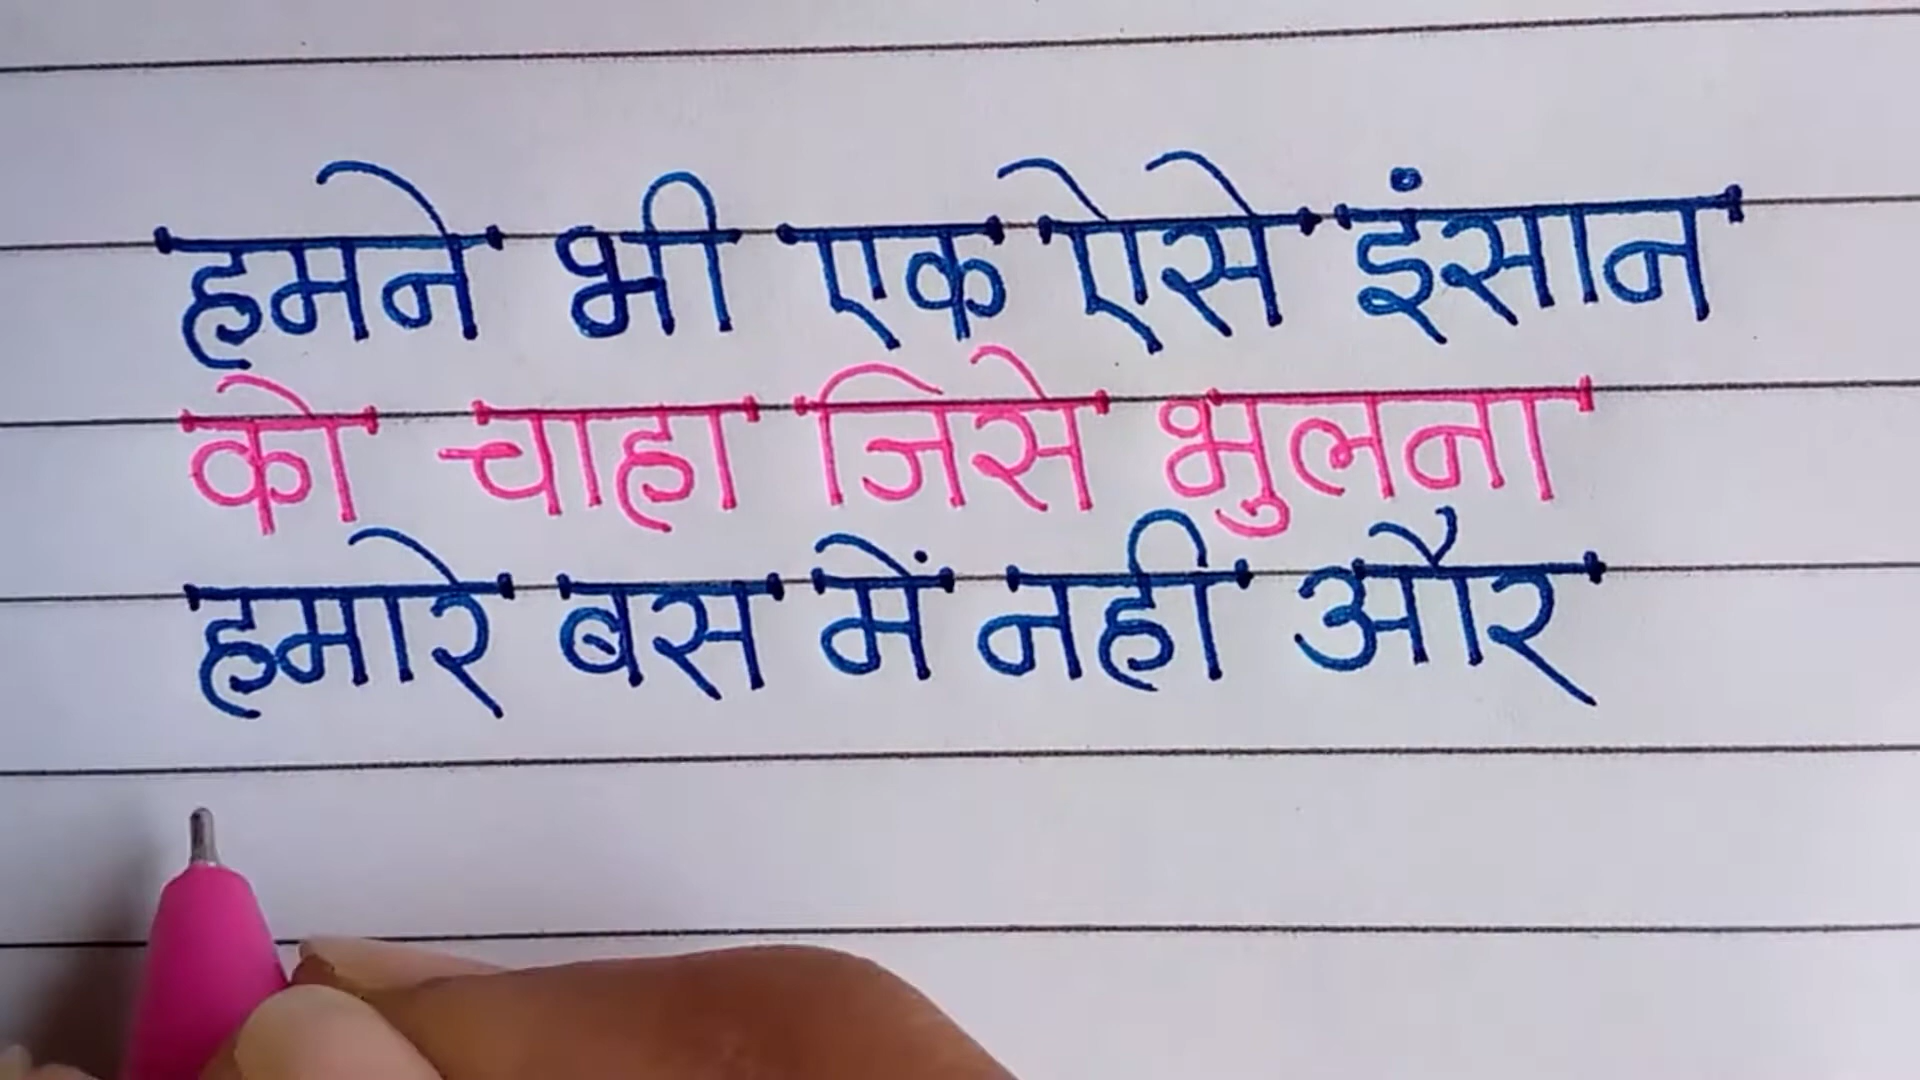 हमने भी एक ऐसे इंसान
को चाहा जिसे भुलना
हमारे बस में नही और